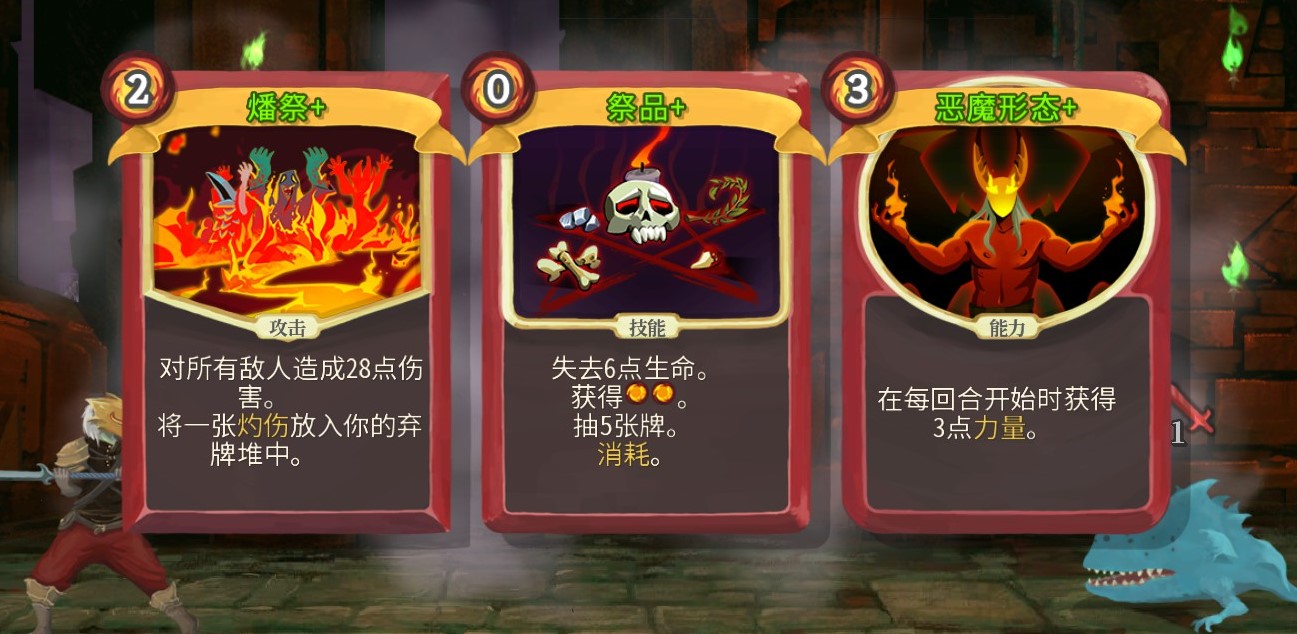 2
燔祭+
攻击
对所有敌人造成28点伤
害。
将一张灼伤放入你的弃
牌堆中。
0
祭品+
技能
失去6点生命。
获得。
抽5张牌。
消耗。
3
恶魔形态+
能力
在每回合开始时获得
3点力量。
1